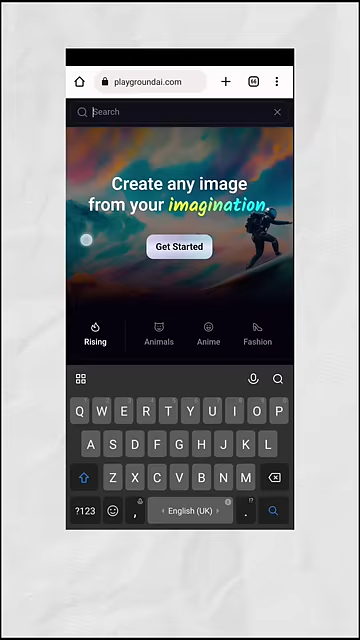 playgroundai.com
66
Search
Create any image
from your imagination.
Get Started
Rising
Animals
Anime
Fashion
Q W E R T Y U I O P
A S D F G H J K L
Z X C V B N M
?123
,
English (UK)
.
!?